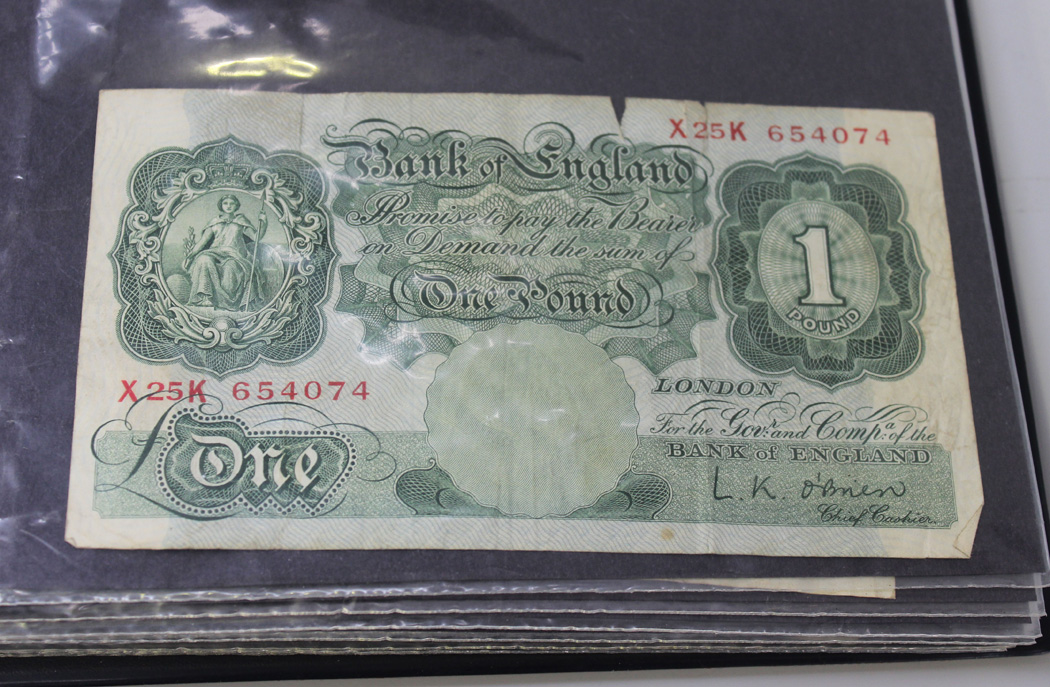 X25K 654074
Bank of England
Promise to pay the Bearer
on Demand the sum of
One Pound
1
POUND
X25K 654074
LONDON
For the Govr. and Compa. of the
BANK of ENGLAND
£One
L. K. O'Brien
Chief Cashier.